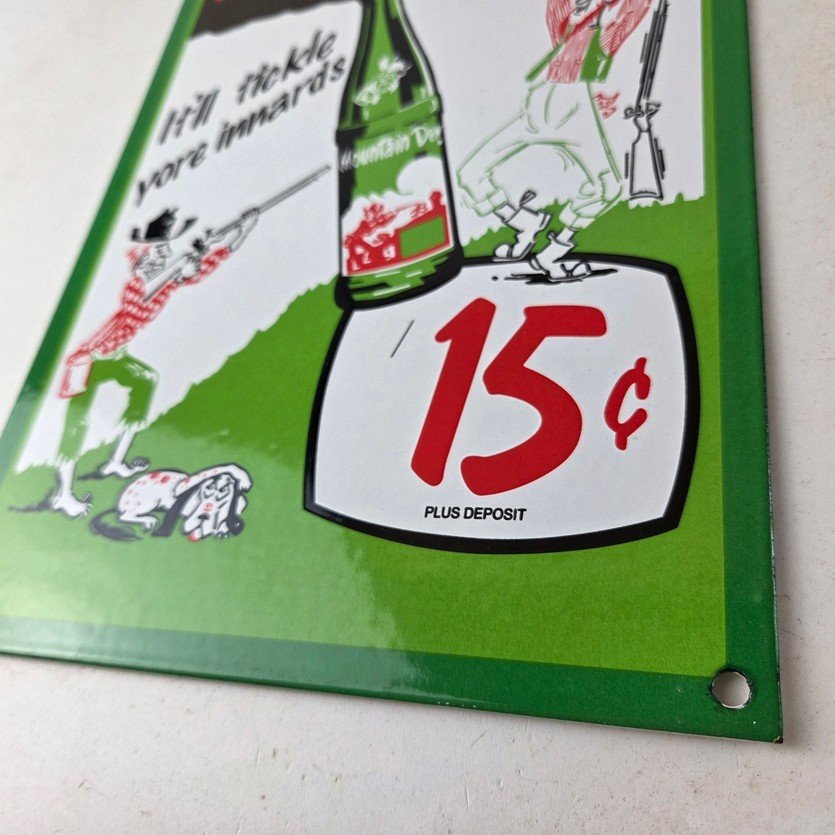 It'll tickle
yore innards
Mountain Dew
15¢
PLUS DEPOSIT